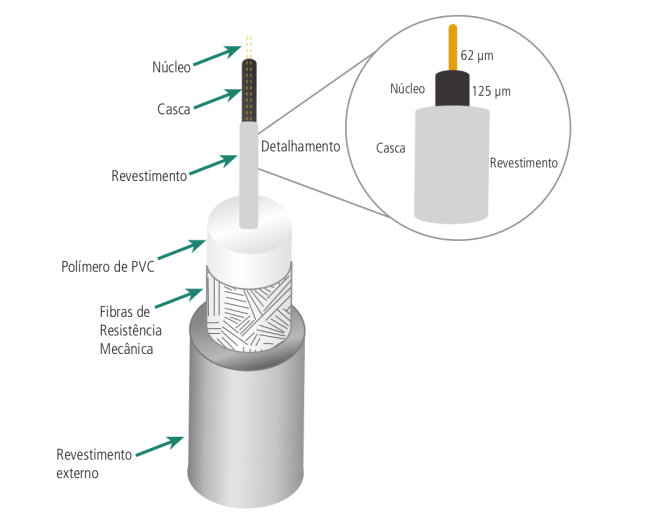 Núcleo
Casca
Revestimento
Detalhamento
Polímero de PVC
Fibras de
Resistência
Mecânica
Revestimento
externo
62 µm
Núcleo
125 µm
Casca
Revestimento